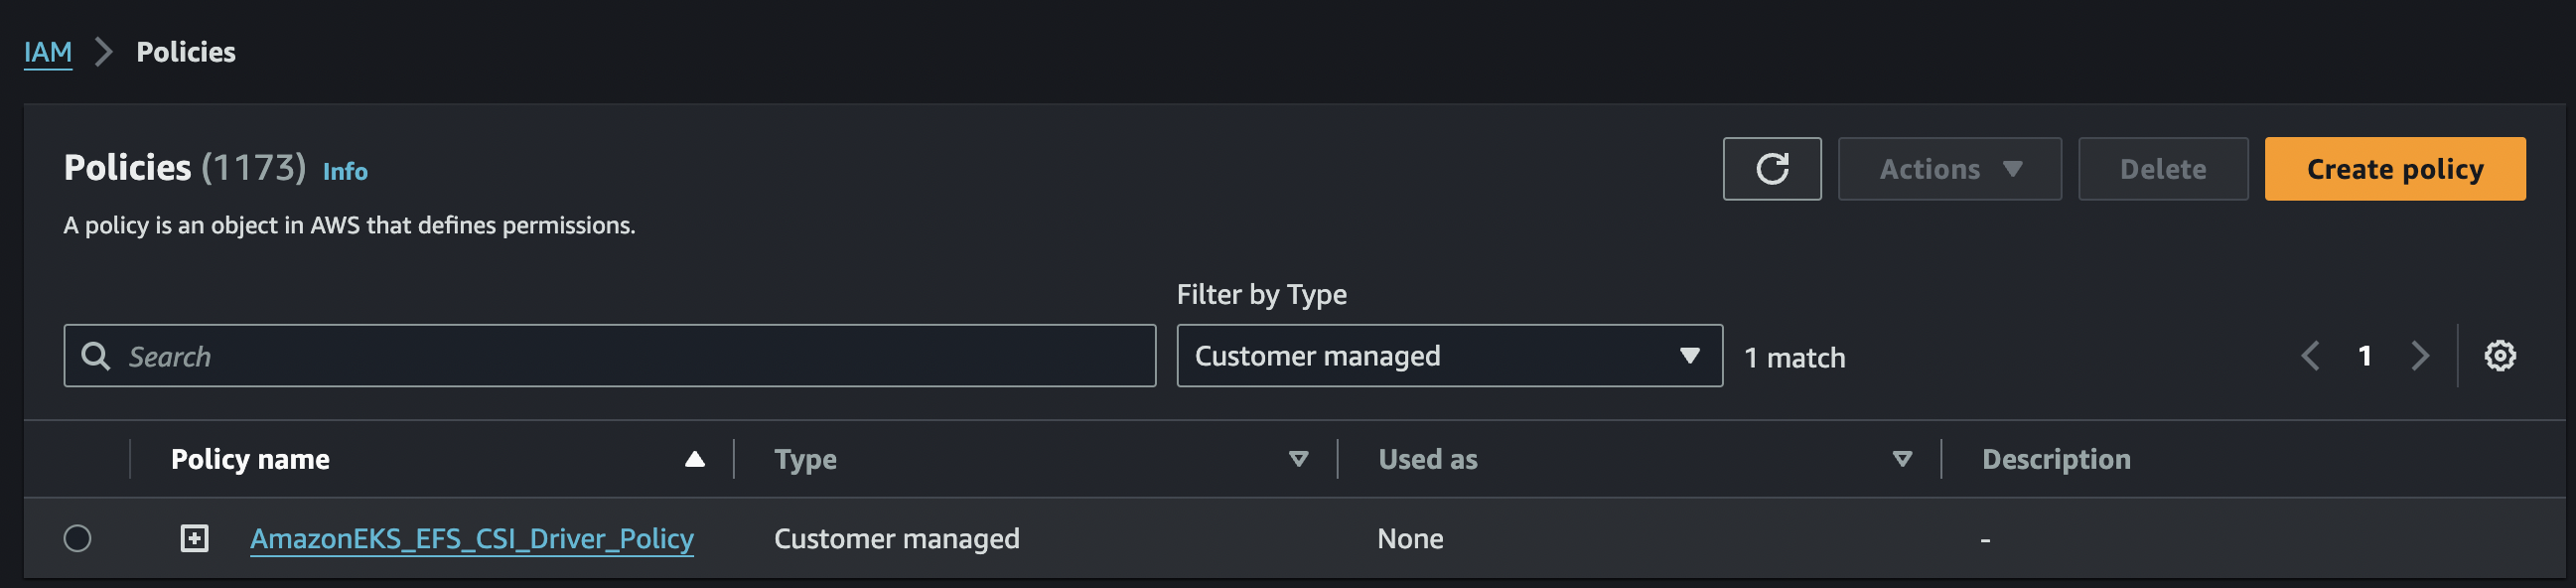 IAM Policies
Policies (1173) Info
Actions
Delete
Create policy
A policy is an object in AWS that defines permissions.
Filter by Type
Search
Customer managed
1 match
1
Policy name Type Used as Description
AmazonEKS_EFS_CSI_Driver_Policy Customer managed None -